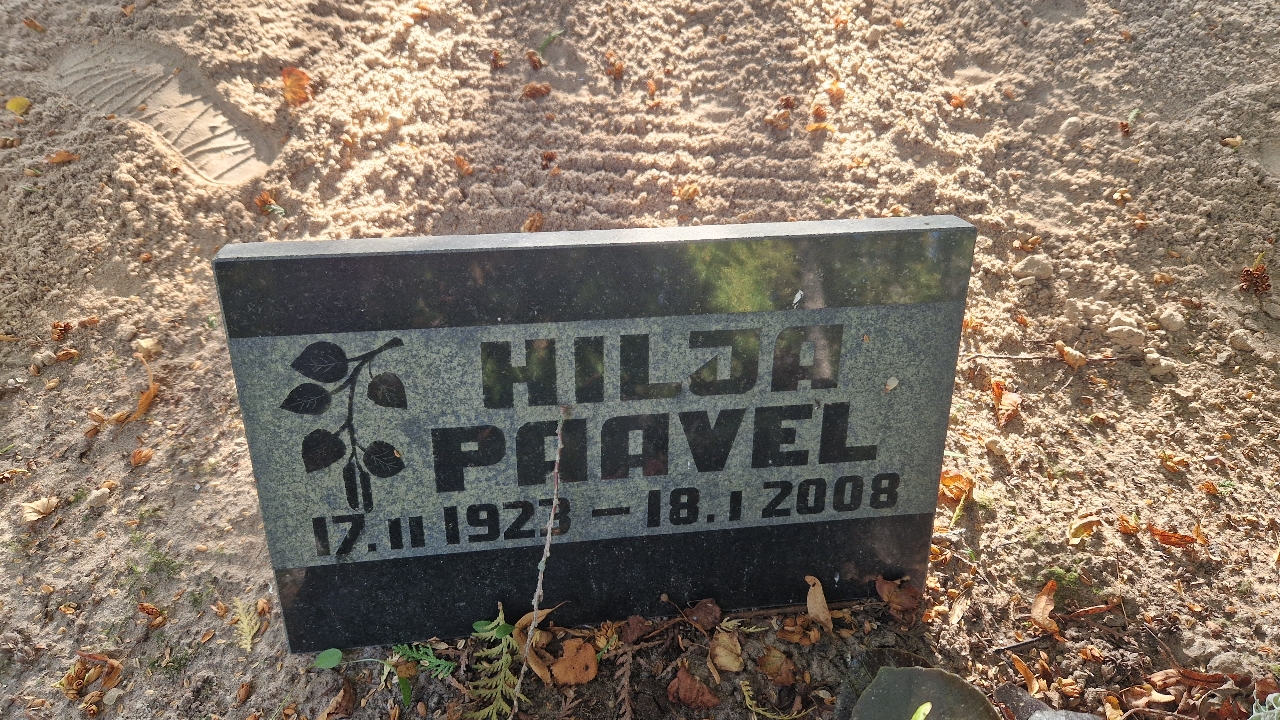 HILJA
PAAVEL
17.II 1923 – 18.I 2008